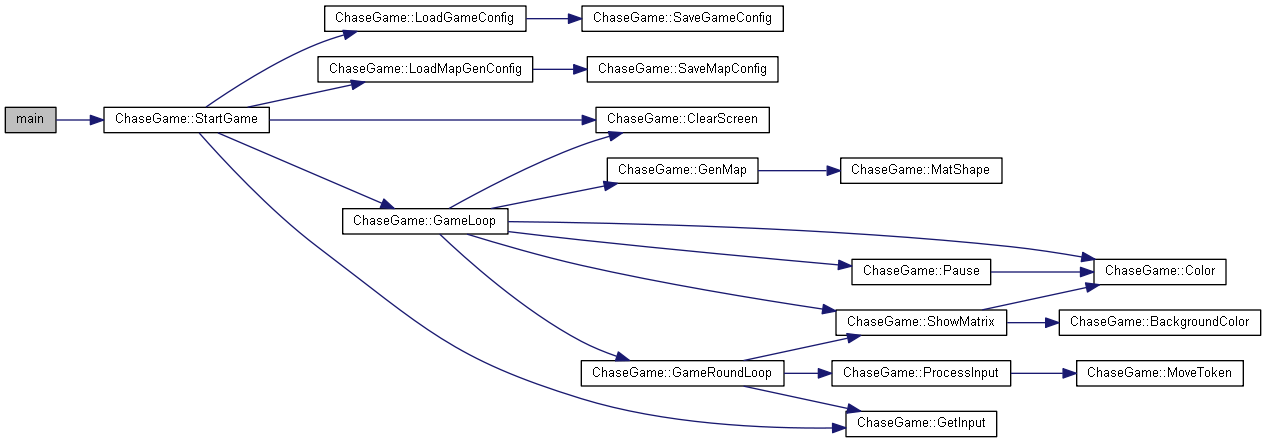 ChaseGame::LoadGameConfig
ChaseGame::SaveGameConfig
ChaseGame::LoadMapGenConfig
ChaseGame::SaveMapConfig
main
ChaseGame::StartGame
ChaseGame::ClearScreen
ChaseGame::GenMap
ChaseGame::MatShape
ChaseGame::GameLoop
ChaseGame::Pause
ChaseGame::Color
ChaseGame::ShowMatrix
ChaseGame::BackgroundColor
ChaseGame::GameRoundLoop
ChaseGame::ProcessInput
ChaseGame::MoveToken
ChaseGame::GetInput